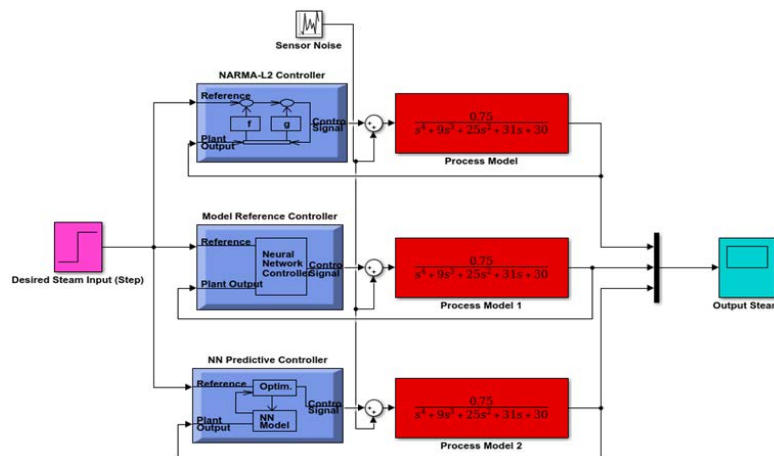 Sensor Noise
NARMA-L2 Controller
Reference
f
g
Plant
Output
Contro
Signal
0.75
s⁴+9s³+25s²+31s+30
Process Model
Desired Steam Input (Step)
Model Reference Controller
Reference
Neural
Network
Controller
Plant Output
Contro
Signal
0.75
s⁴+9s³+25s²+31s+30
Process Model 1
Output Steam
NN Predictive Controller
Reference
Optim.
NN
Model
Plant
Output
Contro
Signal
0.75
s⁴+9s³+25s²+31s+30
Process Model 2